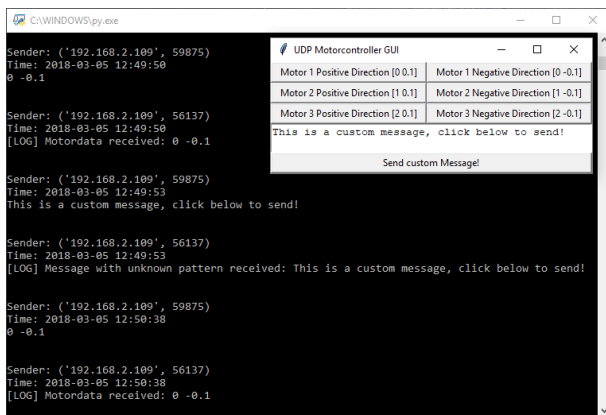 C:\WINDOWS\py.exe
Sender: ('192.168.2.109', 59875)
Time: 2018-03-05 12:49:50
0 -0.1
Sender: ('192.168.2.109', 56137)
Time: 2018-03-05 12:49:50
[LOG] Motordata received: 0 -0.1
Sender: ('192.168.2.109', 59875)
Time: 2018-03-05 12:49:53
This is a custom message, click below to send!
Sender: ('192.168.2.109', 56137)
Time: 2018-03-05 12:49:53
[LOG] Message with unknown pattern received: This is a custom message, click below to send!
Sender: ('192.168.2.109', 59875)
Time: 2018-03-05 12:50:38
0 -0.1
Sender: ('192.168.2.109', 56137)
Time: 2018-03-05 12:50:38
[LOG] Motordata received: 0 -0.1
UDP Motorcontroller GUI
Motor 1 Positive Direction [0 0.1] Motor 1 Negative Direction [0 -0.1]
Motor 2 Positive Direction [1 0.1] Motor 2 Negative Direction [1 -0.1]
Motor 3 Positive Direction [2 0.1] Motor 3 Negative Direction [2 -0.1]
This is a custom message, click below to send!
Send custom Message!